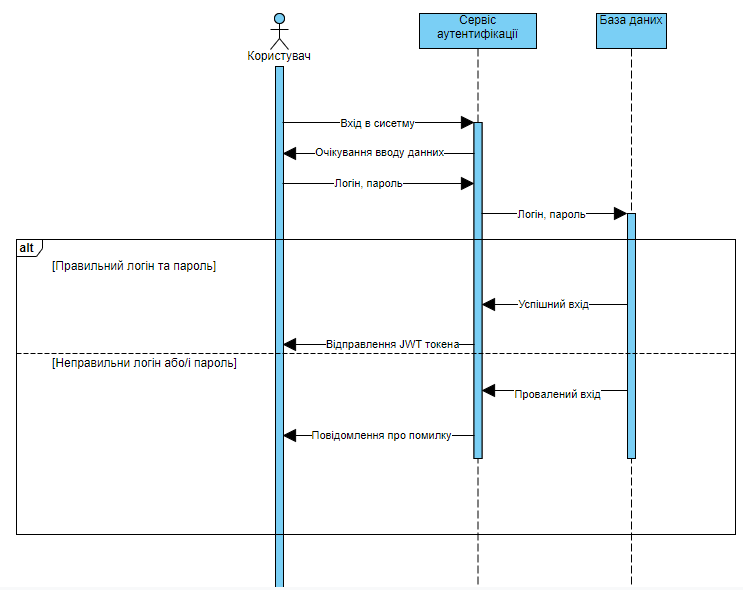 Користувач
Сервіс
аутентифікації
База даних
Вхід в сисетму
Очікування вводу данних
Логін, пароль
Логін, пароль
alt
[Правильний логін та пароль]
Успішний вхід
Відправлення JWT токена
[Неправильни логін або/і пароль]
Провалений вхід
Повідомлення про помилку